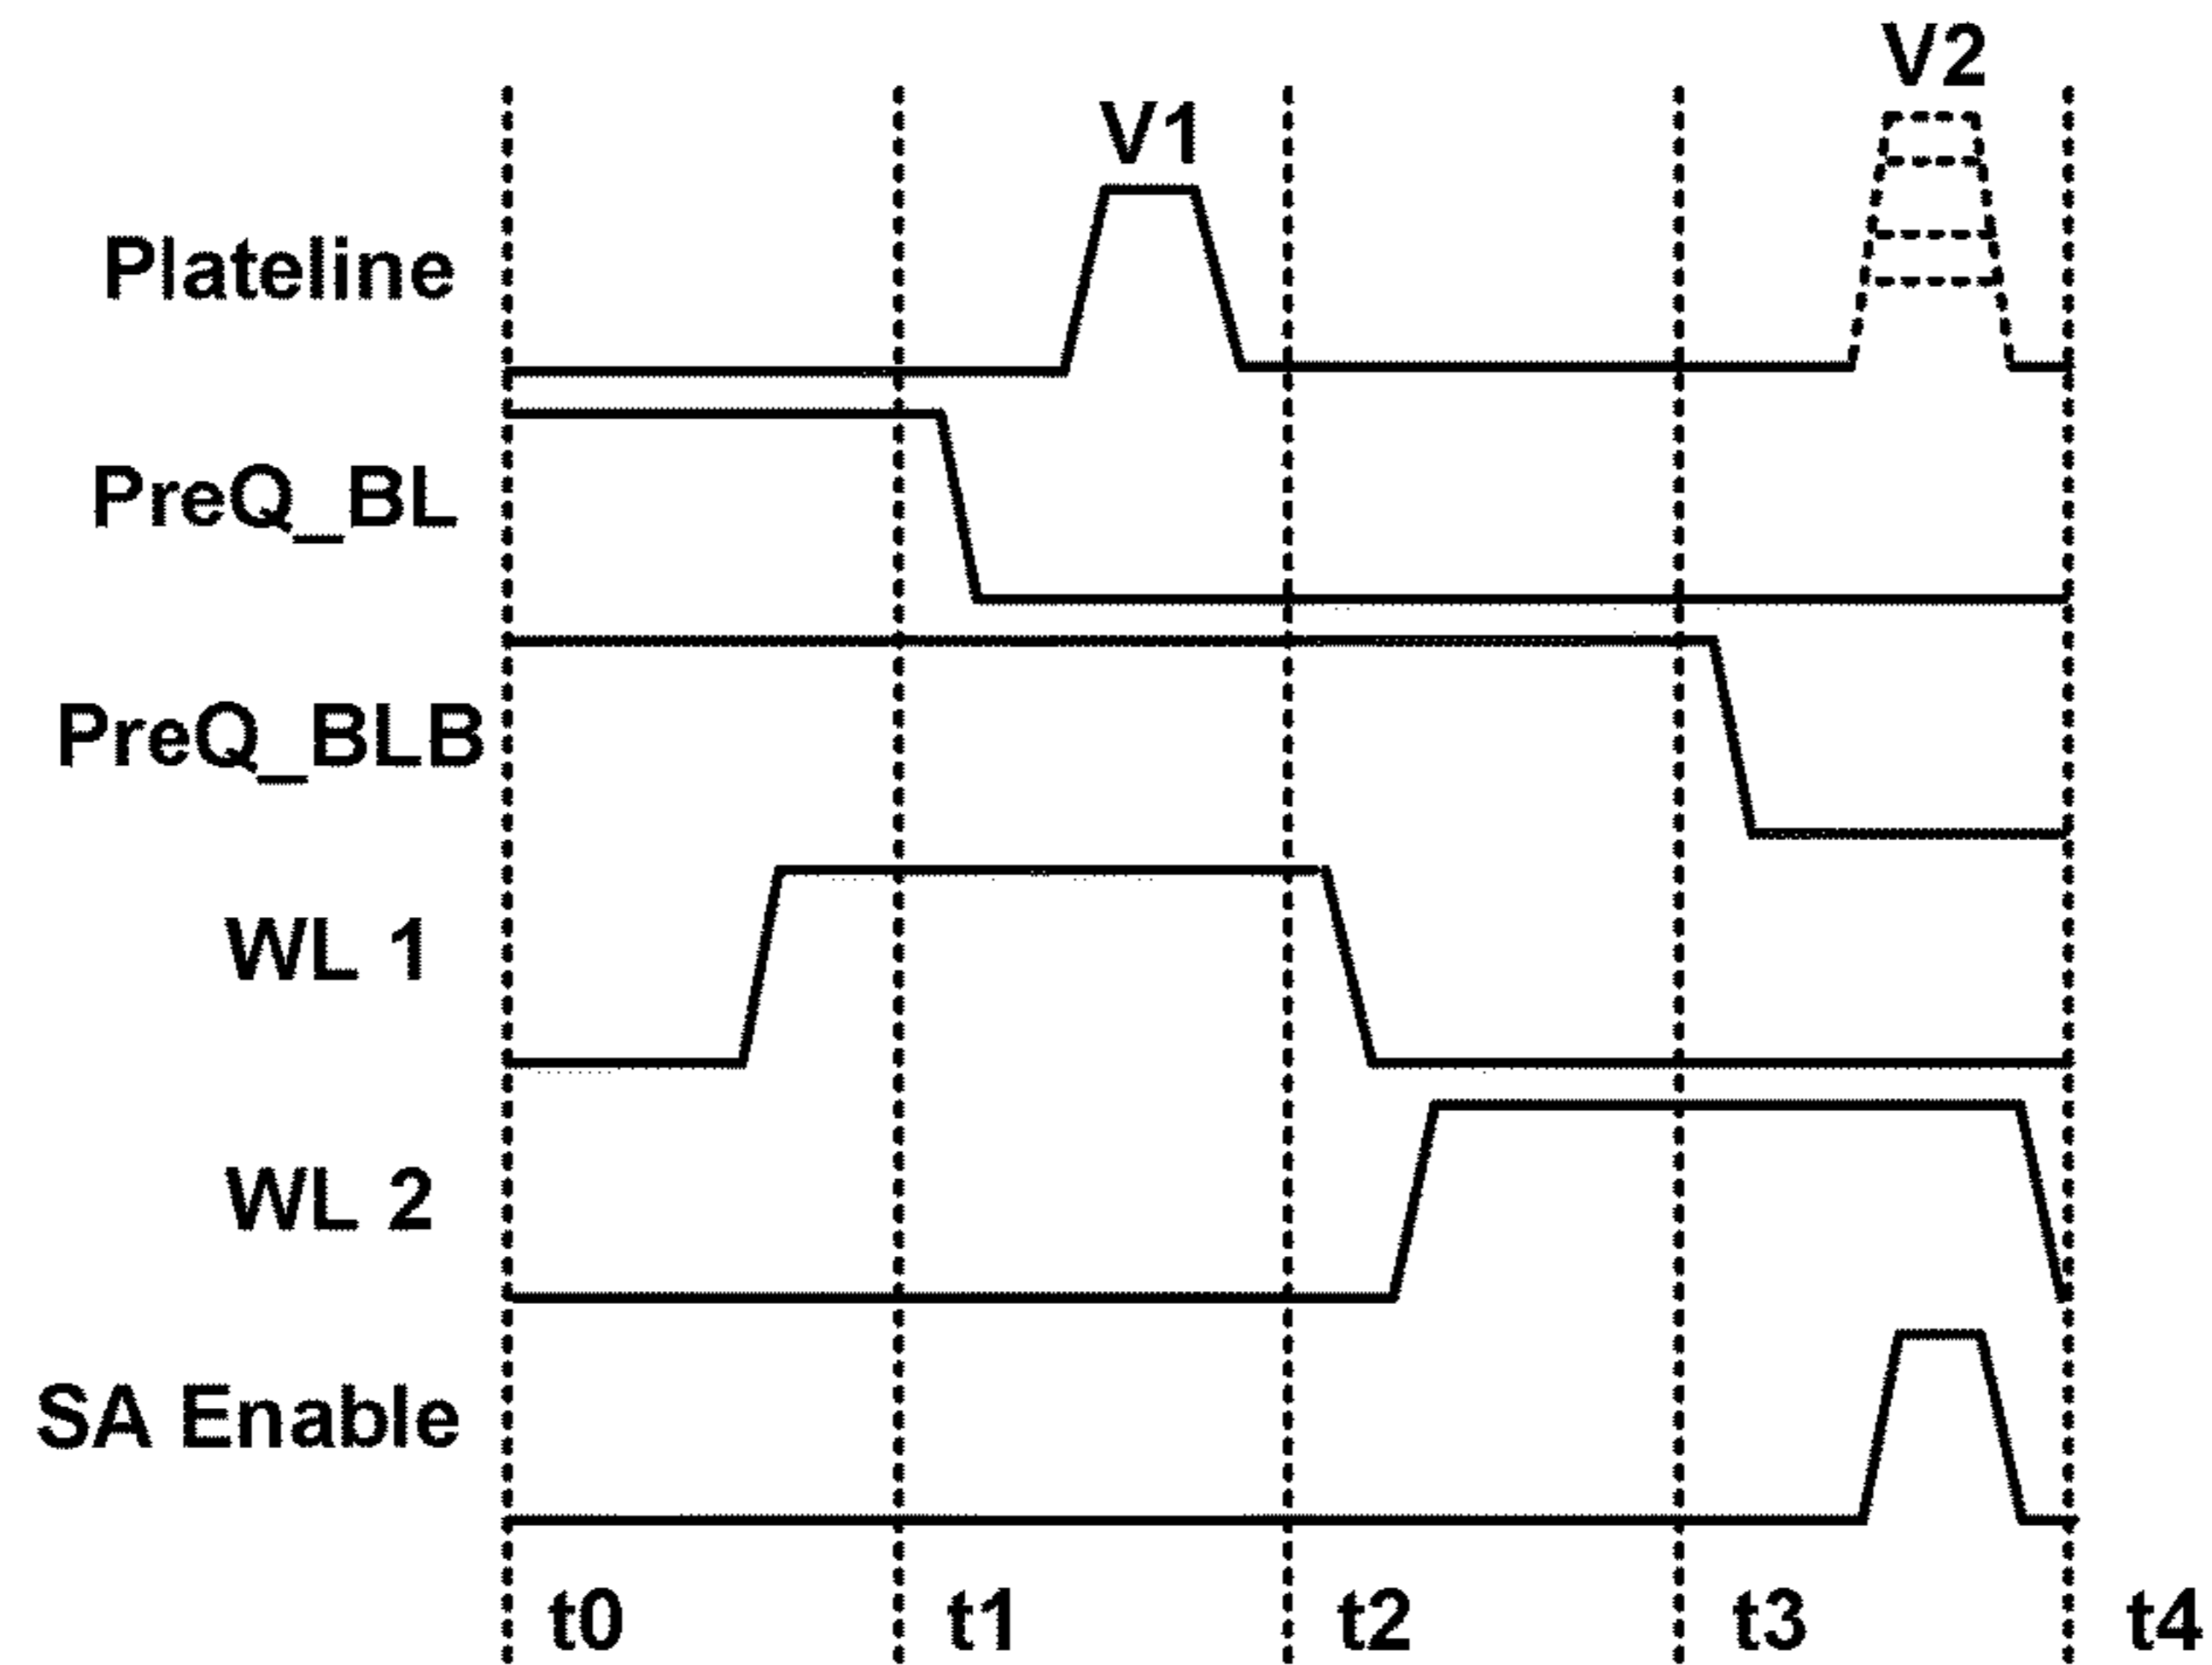 V2
V1
Plateline
PreQ_BL
PreQ_BLB
WL 1
WL 2
SA Enable
t0 t1 t2 t3 t4